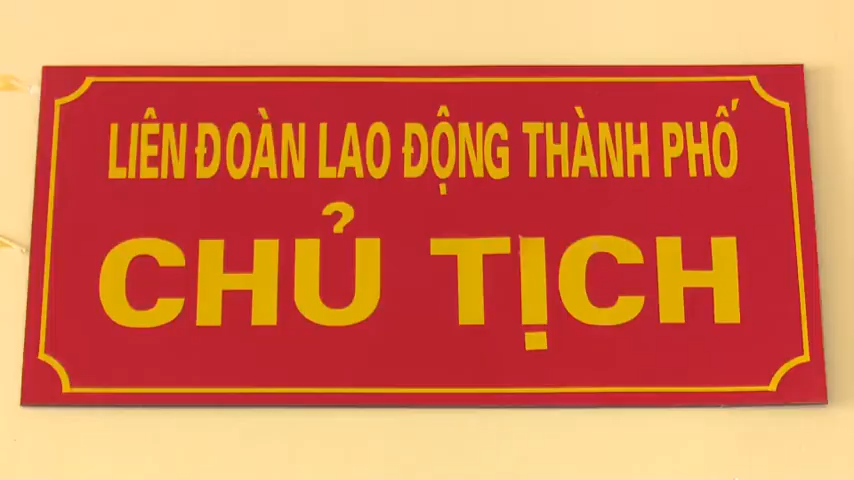 LIÊN ĐOÀN LAO ĐỘNG THÀNH PHỐ
CHỦ TỊCH